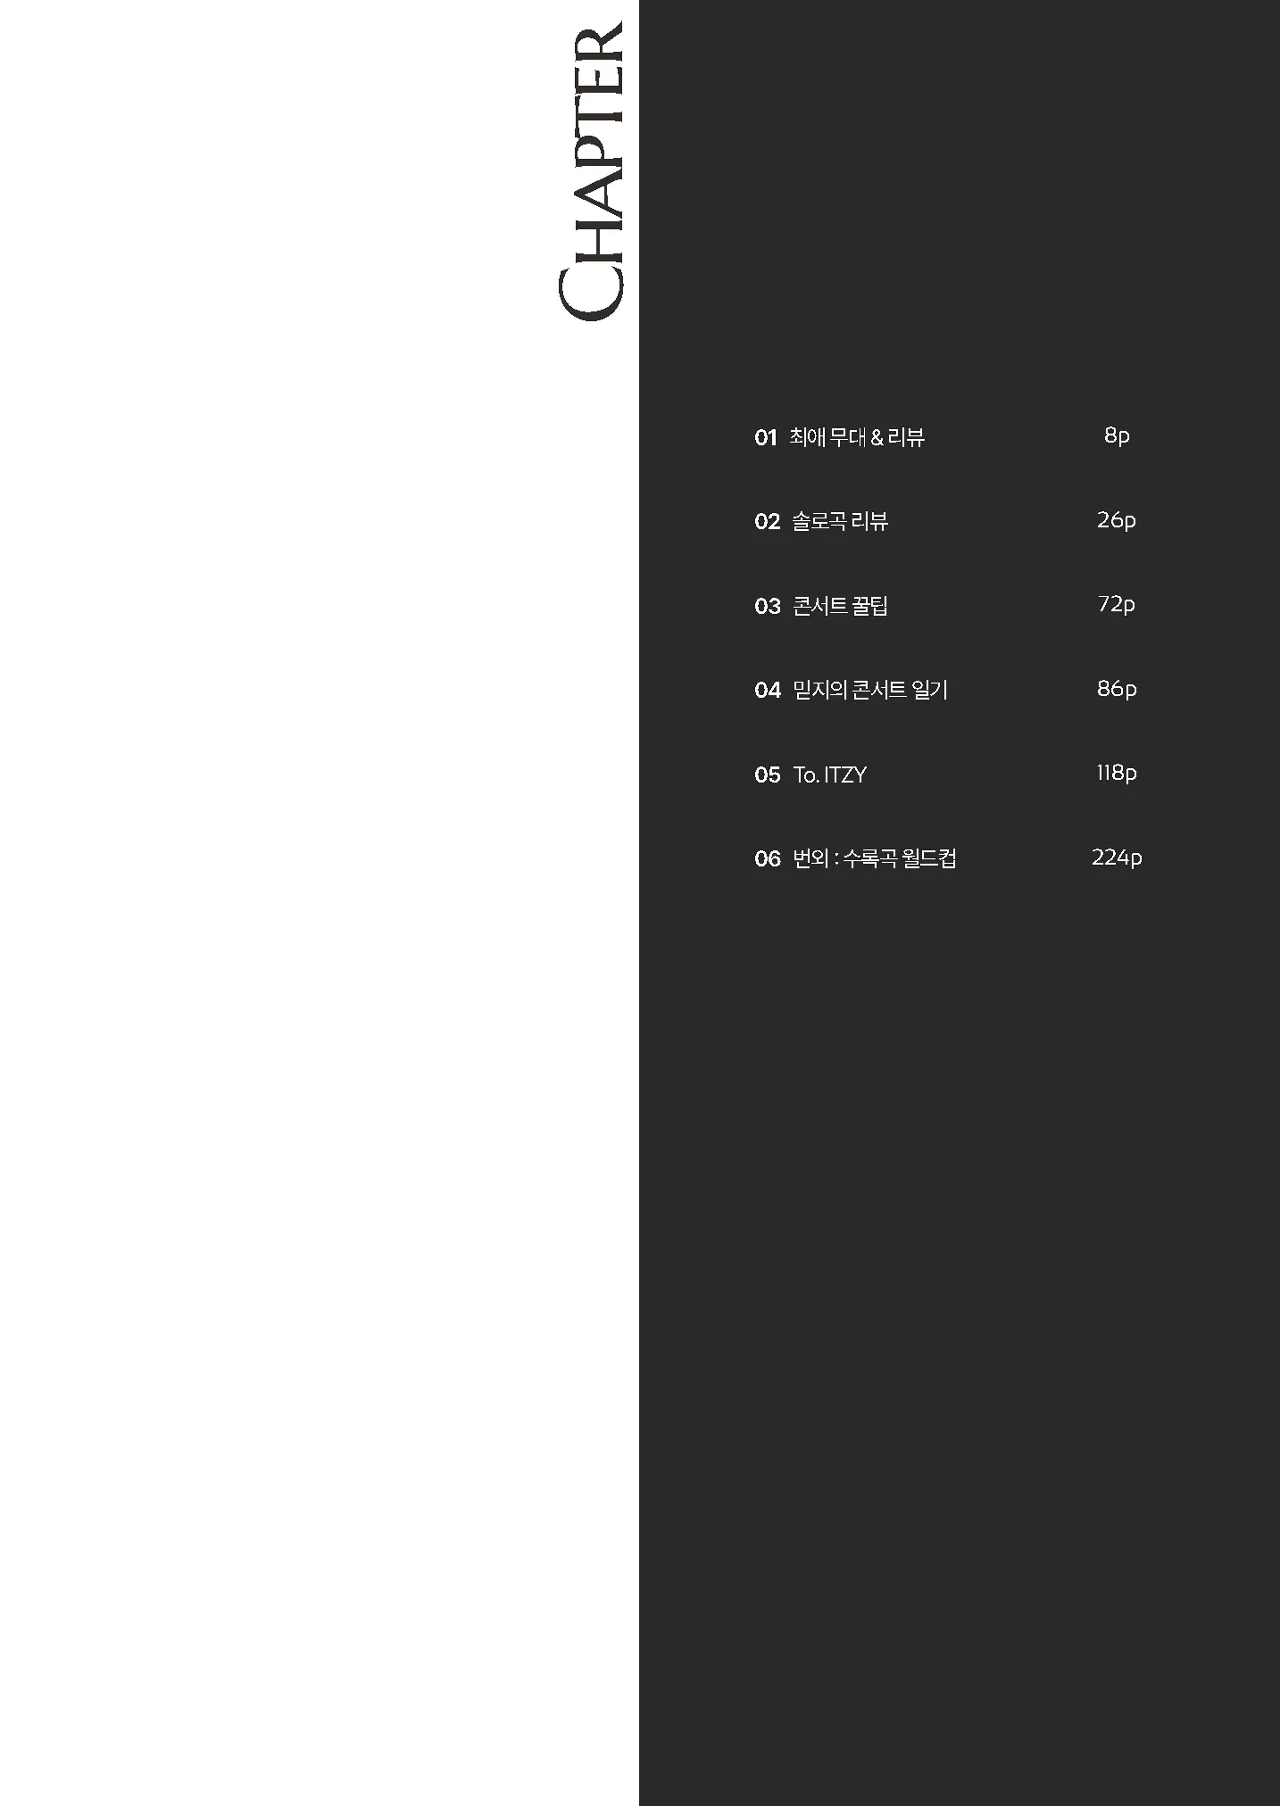 CHAPTER
01 최애 무대 & 리뷰 8p
02 솔로곡 리뷰 26p
03 콘서트 꿀팁 72p
04 믿지의 콘서트 일기 86p
05 To. ITZY 118p
06 번외 : 수록곡 월드컵 224p